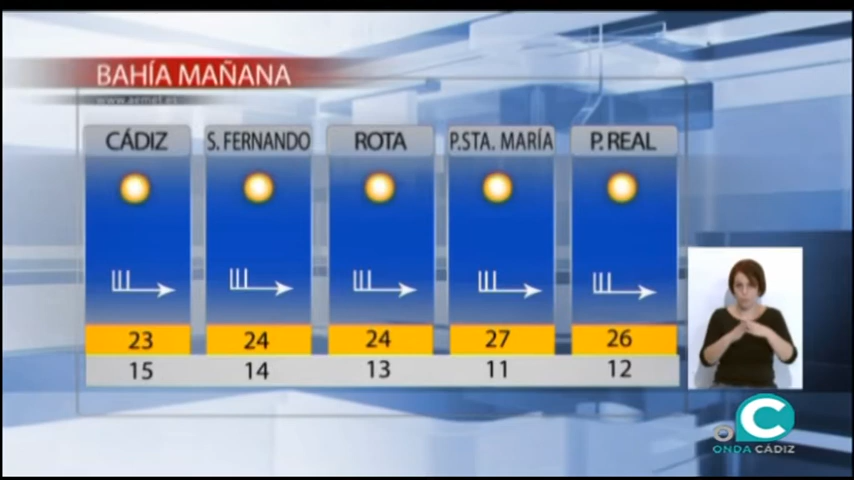 BAHÍA MAÑANA
www.aemet.es
CÁDIZ S. FERNANDO ROTA P.STA. MARÍA P. REAL
23 24 24 27 26
15 14 13 11 12
C
ONDA CÁDIZ